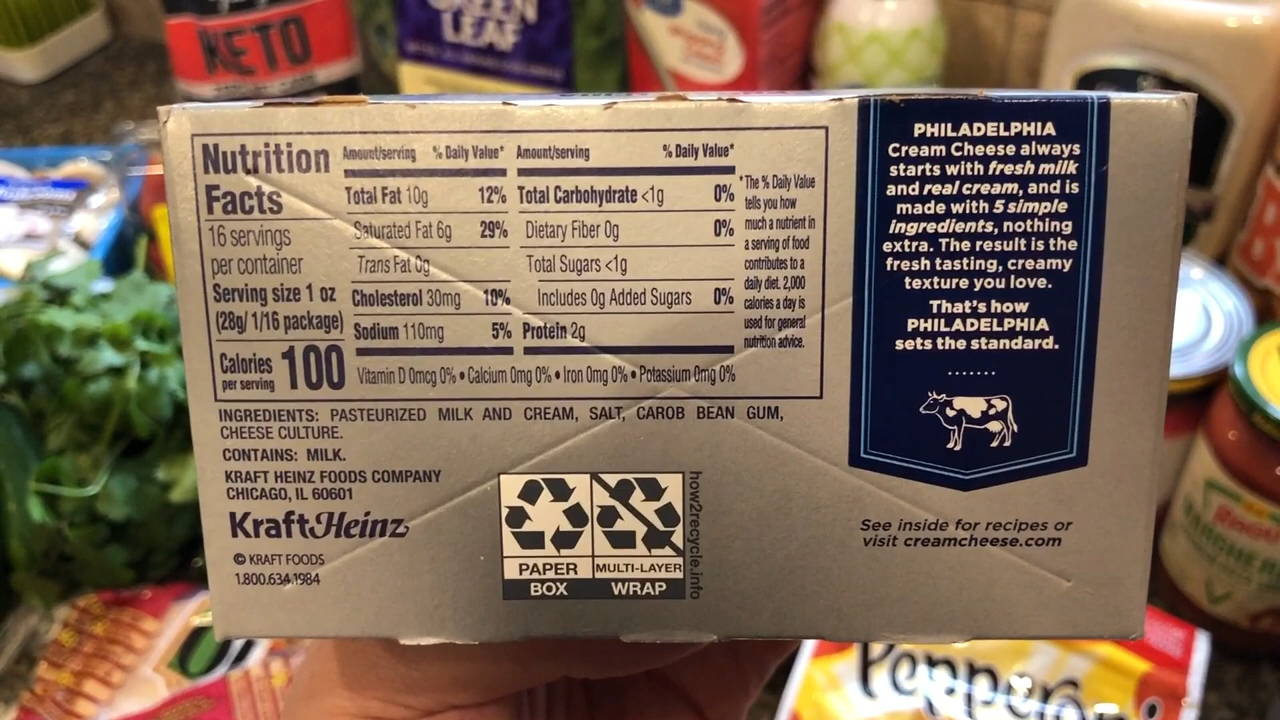 KETO
GREEN
LEAF
Nutrition
Facts
16 servings
per container
Serving size 1 oz
(28g/ 1/16 package)
Calories
per serving
100
Amount/serving % Daily Value*
Total Fat 10g 12%
Saturated Fat 6g 29%
Trans Fat 0g
Cholesterol 30mg 10%
Sodium 110mg 5%
Amount/serving % Daily Value*
Total Carbohydrate <1g 0%
Dietary Fiber 0g 0%
Total Sugars <1g
Includes 0g Added Sugars 0%
Protein 2g
Vitamin D 0mcg 0% • Calcium 0mg 0% • Iron 0mg 0% • Potassium 0mg 0%
*The % Daily Value
tells you how
much a nutrient in
a serving of food
contributes to a
daily diet. 2,000
calories a day is
used for general
nutrition advice.
INGREDIENTS: PASTEURIZED MILK AND CREAM, SALT, CAROB BEAN GUM,
CHEESE CULTURE.
CONTAINS: MILK.
KRAFT HEINZ FOODS COMPANY
CHICAGO, IL 60601
KraftHeinz
© KRAFT FOODS
1.800.634.1984
PAPER
BOX
MULTI-LAYER
WRAP
how2recycle.info
PHILADELPHIA
Cream Cheese always
starts with fresh milk
and real cream, and is
made with 5 simple
ingredients, nothing
extra. The result is the
fresh tasting, creamy
texture you love.
That's how
PHILADELPHIA
sets the standard.
See inside for recipes or
visit creamcheese.com